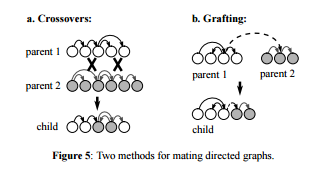 a. Crossovers:
b. Grafting:
parent 1
parent 2
child
parent 1
parent 2
child
Figure 5: Two methods for mating directed graphs.